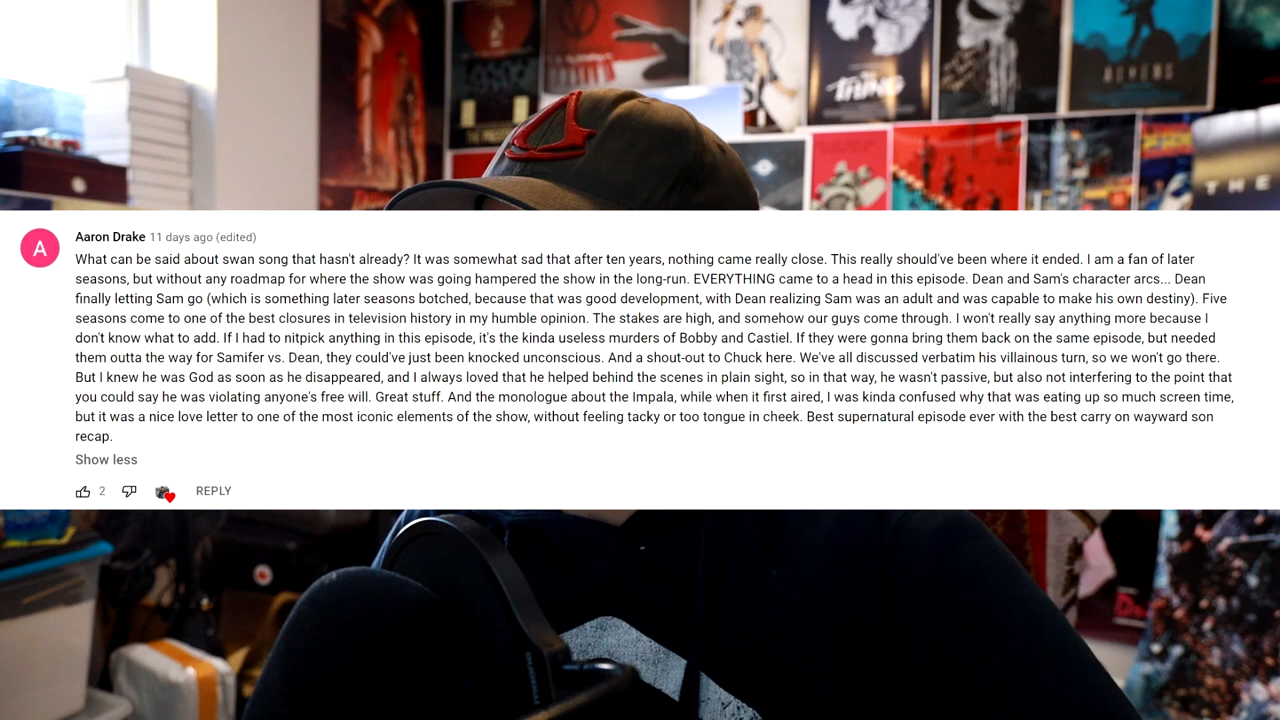 THING
ALIENS
THE
A
Aaron Drake 11 days ago (edited)
What can be said about swan song that hasn't already? It was somewhat sad that after ten years, nothing came really close. This really should've been where it ended. I am a fan of later
seasons, but without any roadmap for where the show was going hampered the show in the long-run. EVERYTHING came to a head in this episode. Dean and Sam's character arcs... Dean
finally letting Sam go (which is something later seasons botched, because that was good development, with Dean realizing Sam was an adult and was capable to make his own destiny). Five
seasons come to one of the best closures in television history in my humble opinion. The stakes are high, and somehow our guys come through. I won't really say anything more because I
don't know what to add. If I had to nitpick anything in this episode, it's the kinda useless murders of Bobby and Castiel. If they were gonna bring them back on the same episode, but needed
them outta the way for Samifer vs. Dean, they could've just been knocked unconscious. And a shout-out to Chuck here. We've all discussed verbatim his villainous turn, so we won't go there.
But I knew he was God as soon as he disappeared, and I always loved that he helped behind the scenes in plain sight, so in that way, he wasn't passive, but also not interfering to the point that
you could say he was violating anyone's free will. Great stuff. And the monologue about the Impala, while when it first aired, I was kinda confused why that was eating up so much screen time,
but it was a nice love letter to one of the most iconic elements of the show, without feeling tacky or too tongue in cheek. Best supernatural episode ever with the best carry on wayward son
recap.
Show less
2 REPLY